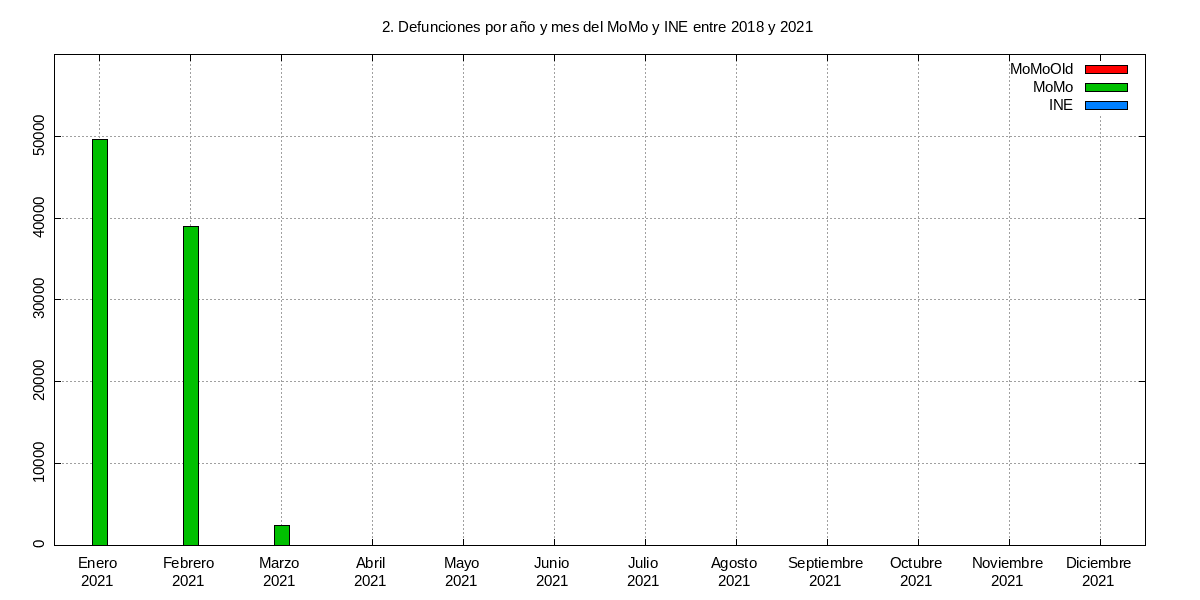 2. Defunciones por año y mes del MoMo y INE entre 2018 y 2021
MoMoOld
MoMo
INE
50000
40000
30000
20000
10000
0
Enero Febrero Marzo Abril Mayo Junio Julio Agosto Septiembre Octubre Noviembre Diciembre
2021 2021 2021 2021 2021 2021 2021 2021 2021 2021 2021 2021